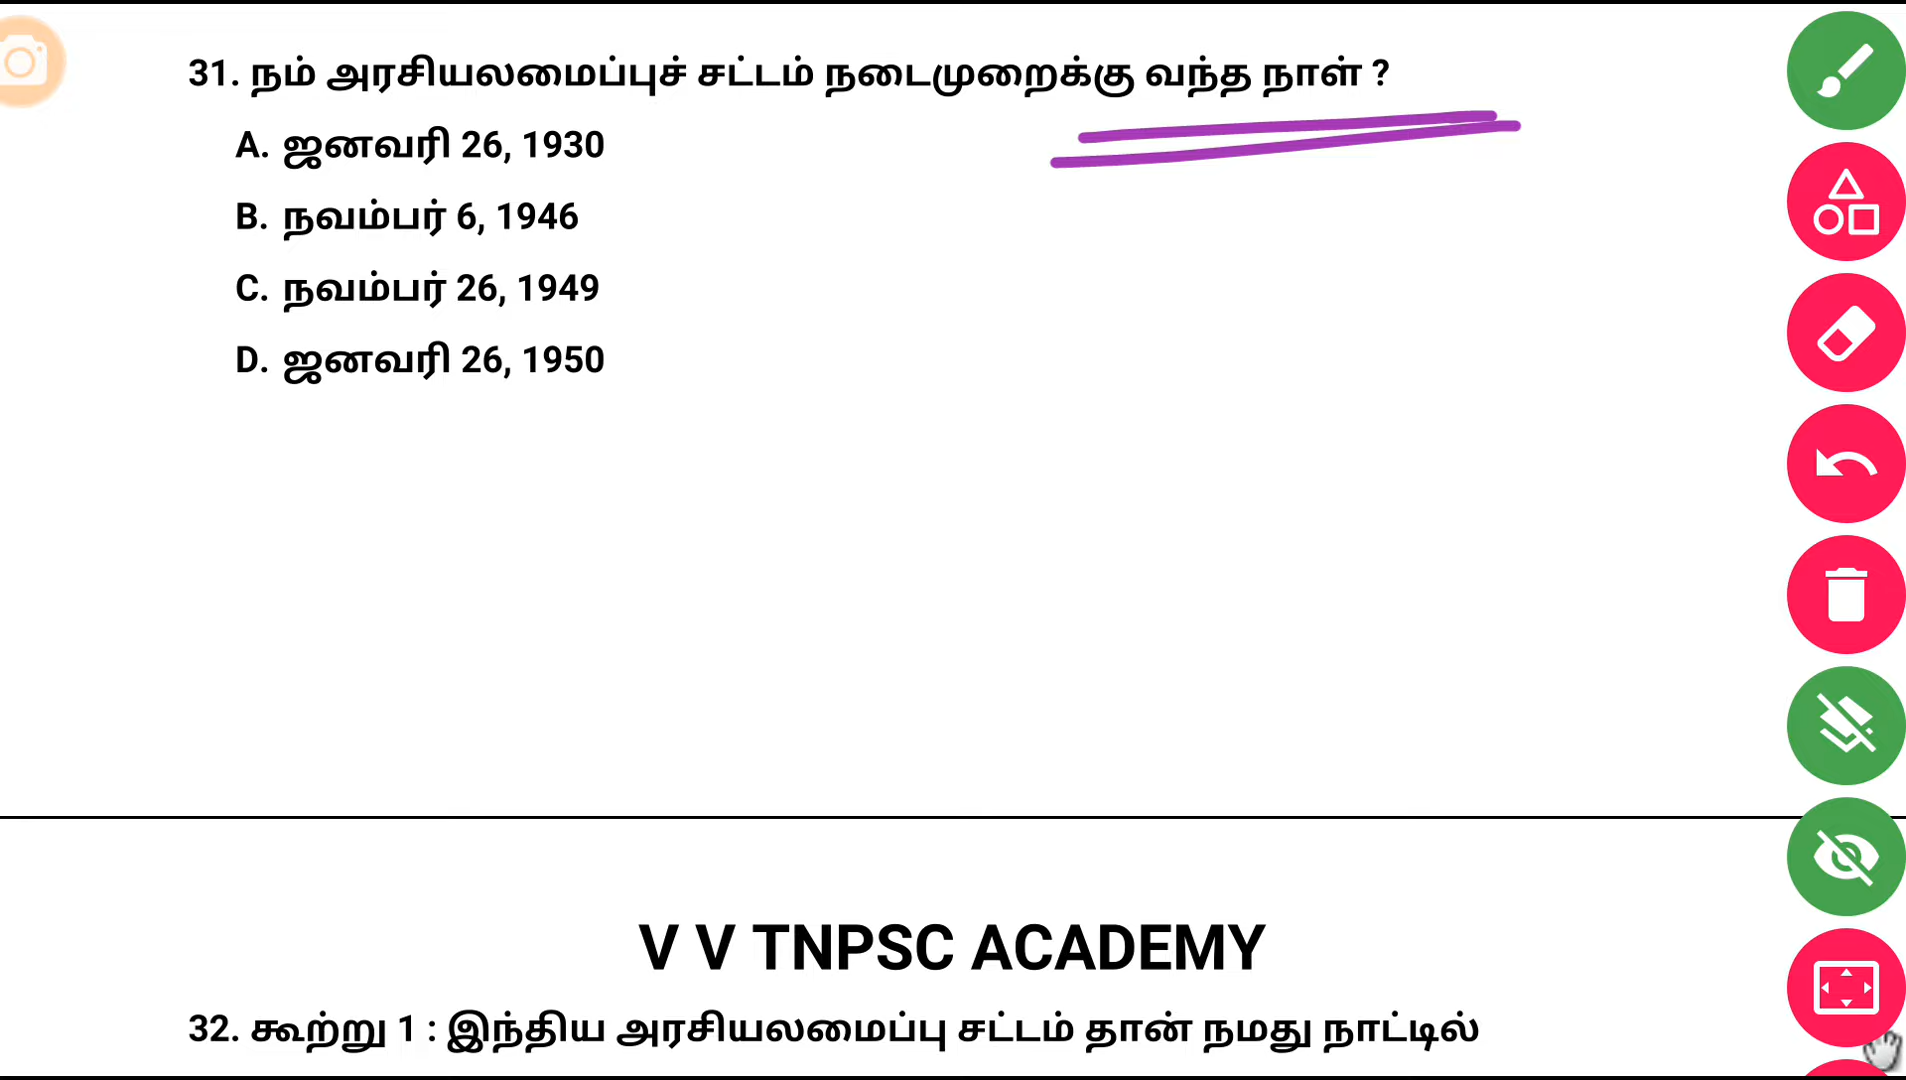 31. நம் அரசியலமைப்புச் சட்டம் நடைமுறைக்கு வந்த நாள் ?
A. ஜனவரி 26, 1930
B. நவம்பர் 6, 1946
C. நவம்பர் 26, 1949
D. ஜனவரி 26, 1950
V V TNPSC ACADEMY
32. கூற்று 1 : இந்திய அரசியலமைப்பு சட்டம் தான் நமது நாட்டில்